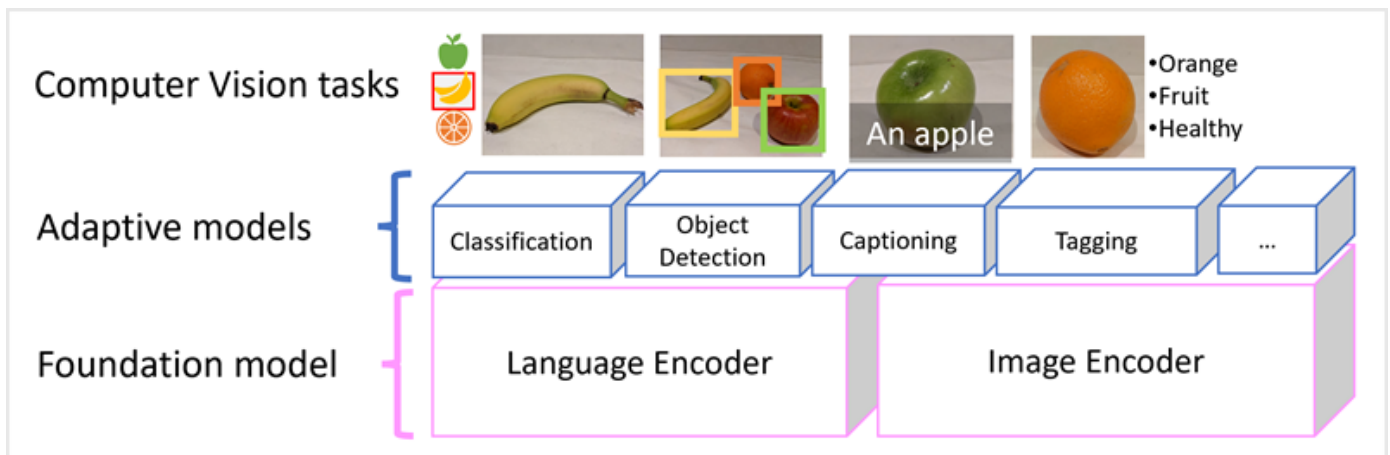 Computer Vision tasks
An apple
•Orange
•Fruit
•Healthy
Adaptive models
Classification
Object
Detection
Captioning
Tagging
...
Foundation model
Language Encoder
Image Encoder